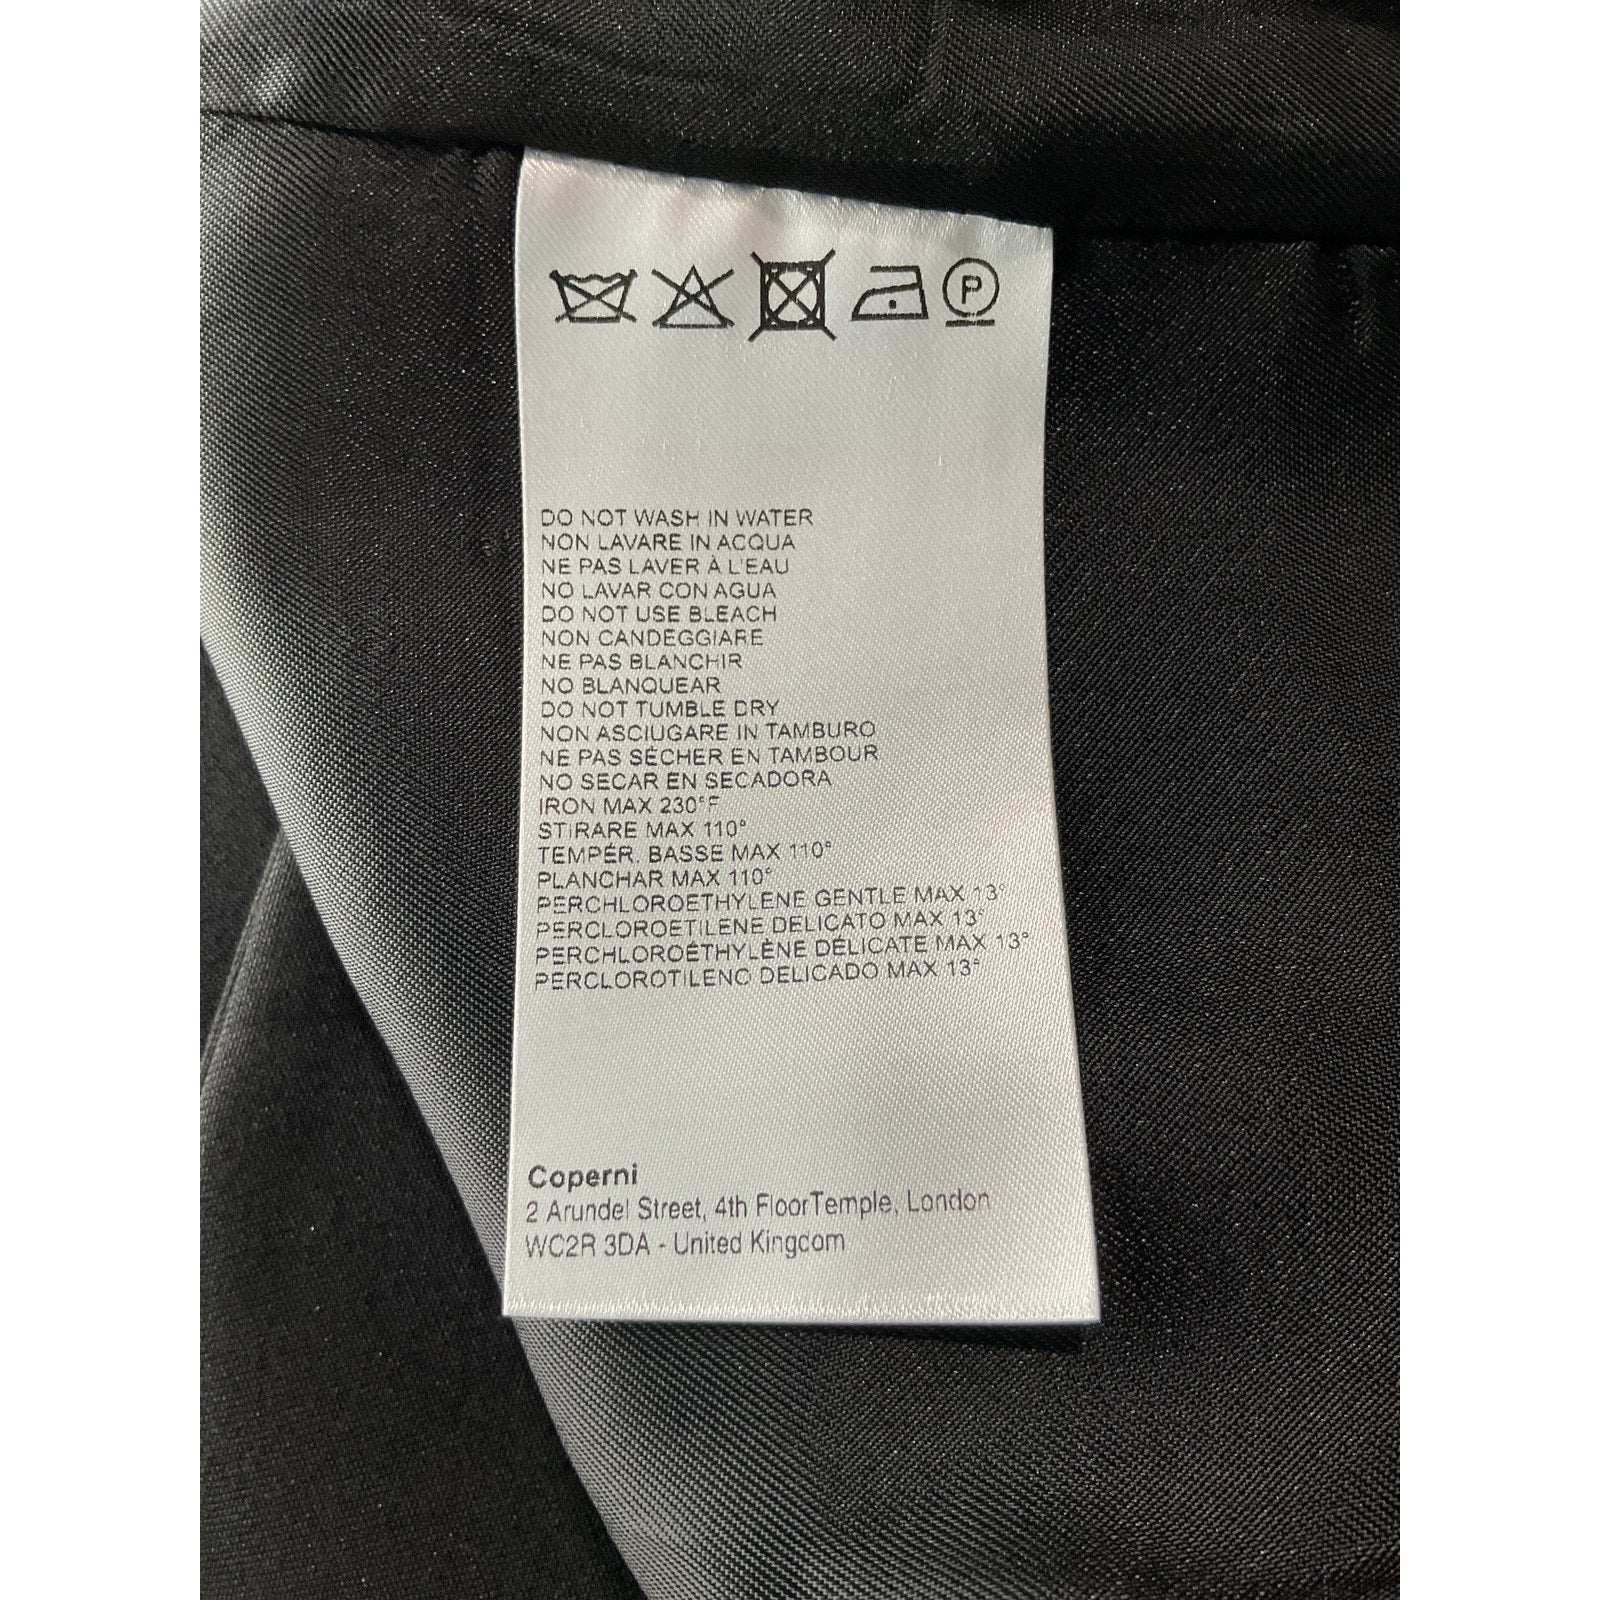 P
DO NOT WASH IN WATER
NON LAVARE IN ACQUA
NE PAS LAVER À L'EAU
NO LAVAR CON AGUA
DO NOT USE BLEACH
NON CANDEGGIARE
NE PAS BLANCHIR
NO BLANQUEAR
DO NOT TUMBLE DRY
NON ASCIUGARE IN TAMBURO
NE PAS SÉCHER EN TAMBOUR
NO SECAR EN SECADORA
IRON MAX 230°F
STIRARE MAX 110°
TEMPÉR. BASSE MAX 110°
PLANCHAR MAX 110°
PERCHLOROETHYLENE GENTLE MAX 13°
PERCLOROETILENE DELICATO MAX 13°
PERCHLOROÉTHYLÈNE DÉLICATE MAX 13°
PERCLOROTILENO DELICADO MAX 13°
Coperni
2 Arundel Street, 4th FloorTemple, London
WC2R 3DA - United Kingdom